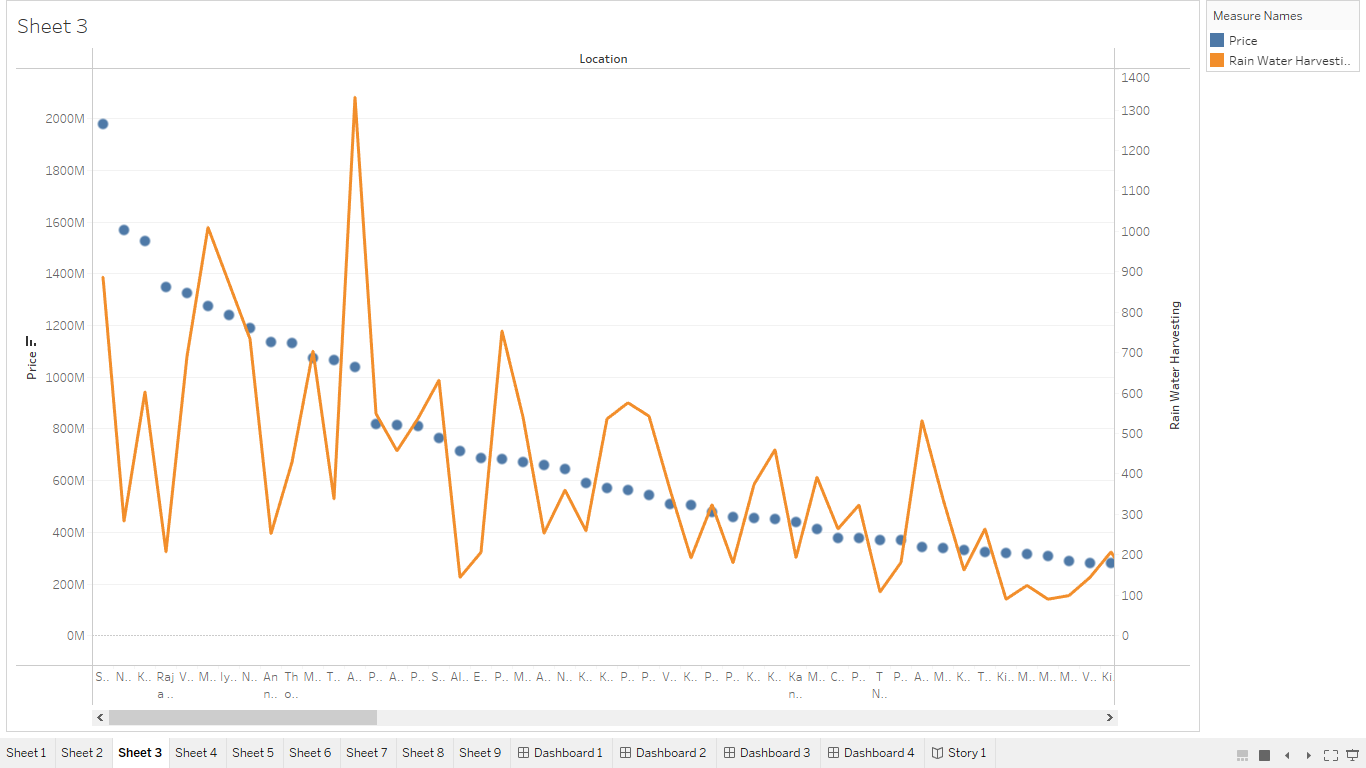 Sheet 3
Location
Measure Names
Price
Rain Water Harvesti..
2000M
1800M
1600M
1400M
1200M
1000M
800M
600M
400M
200M
0M
Price
1400
1300
1200
1100
1000
900
800
700
600
500
400
300
200
100
0
Rain Water Harvesting
S.. N.. K.. Raj V.. M.. Iy.. N.. An Th M.. T.. A.. P.. A.. P.. S.. Al.. E.. P.. M.. A.. N.. K.. K.. P.. P.. V.. K.. P.. P.. K.. K.. Ka M.. C.. P.. T P.. A.. M.. K.. T.. Ki.. M.. M.. M.. V.. Ki
a .. n.. o.. n.. N..
Sheet 1 Sheet 2 Sheet 3 Sheet 4 Sheet 5 Sheet 6 Sheet 7 Sheet 8 Sheet 9 Dashboard 1 Dashboard 2 Dashboard 3 Dashboard 4 Story 1